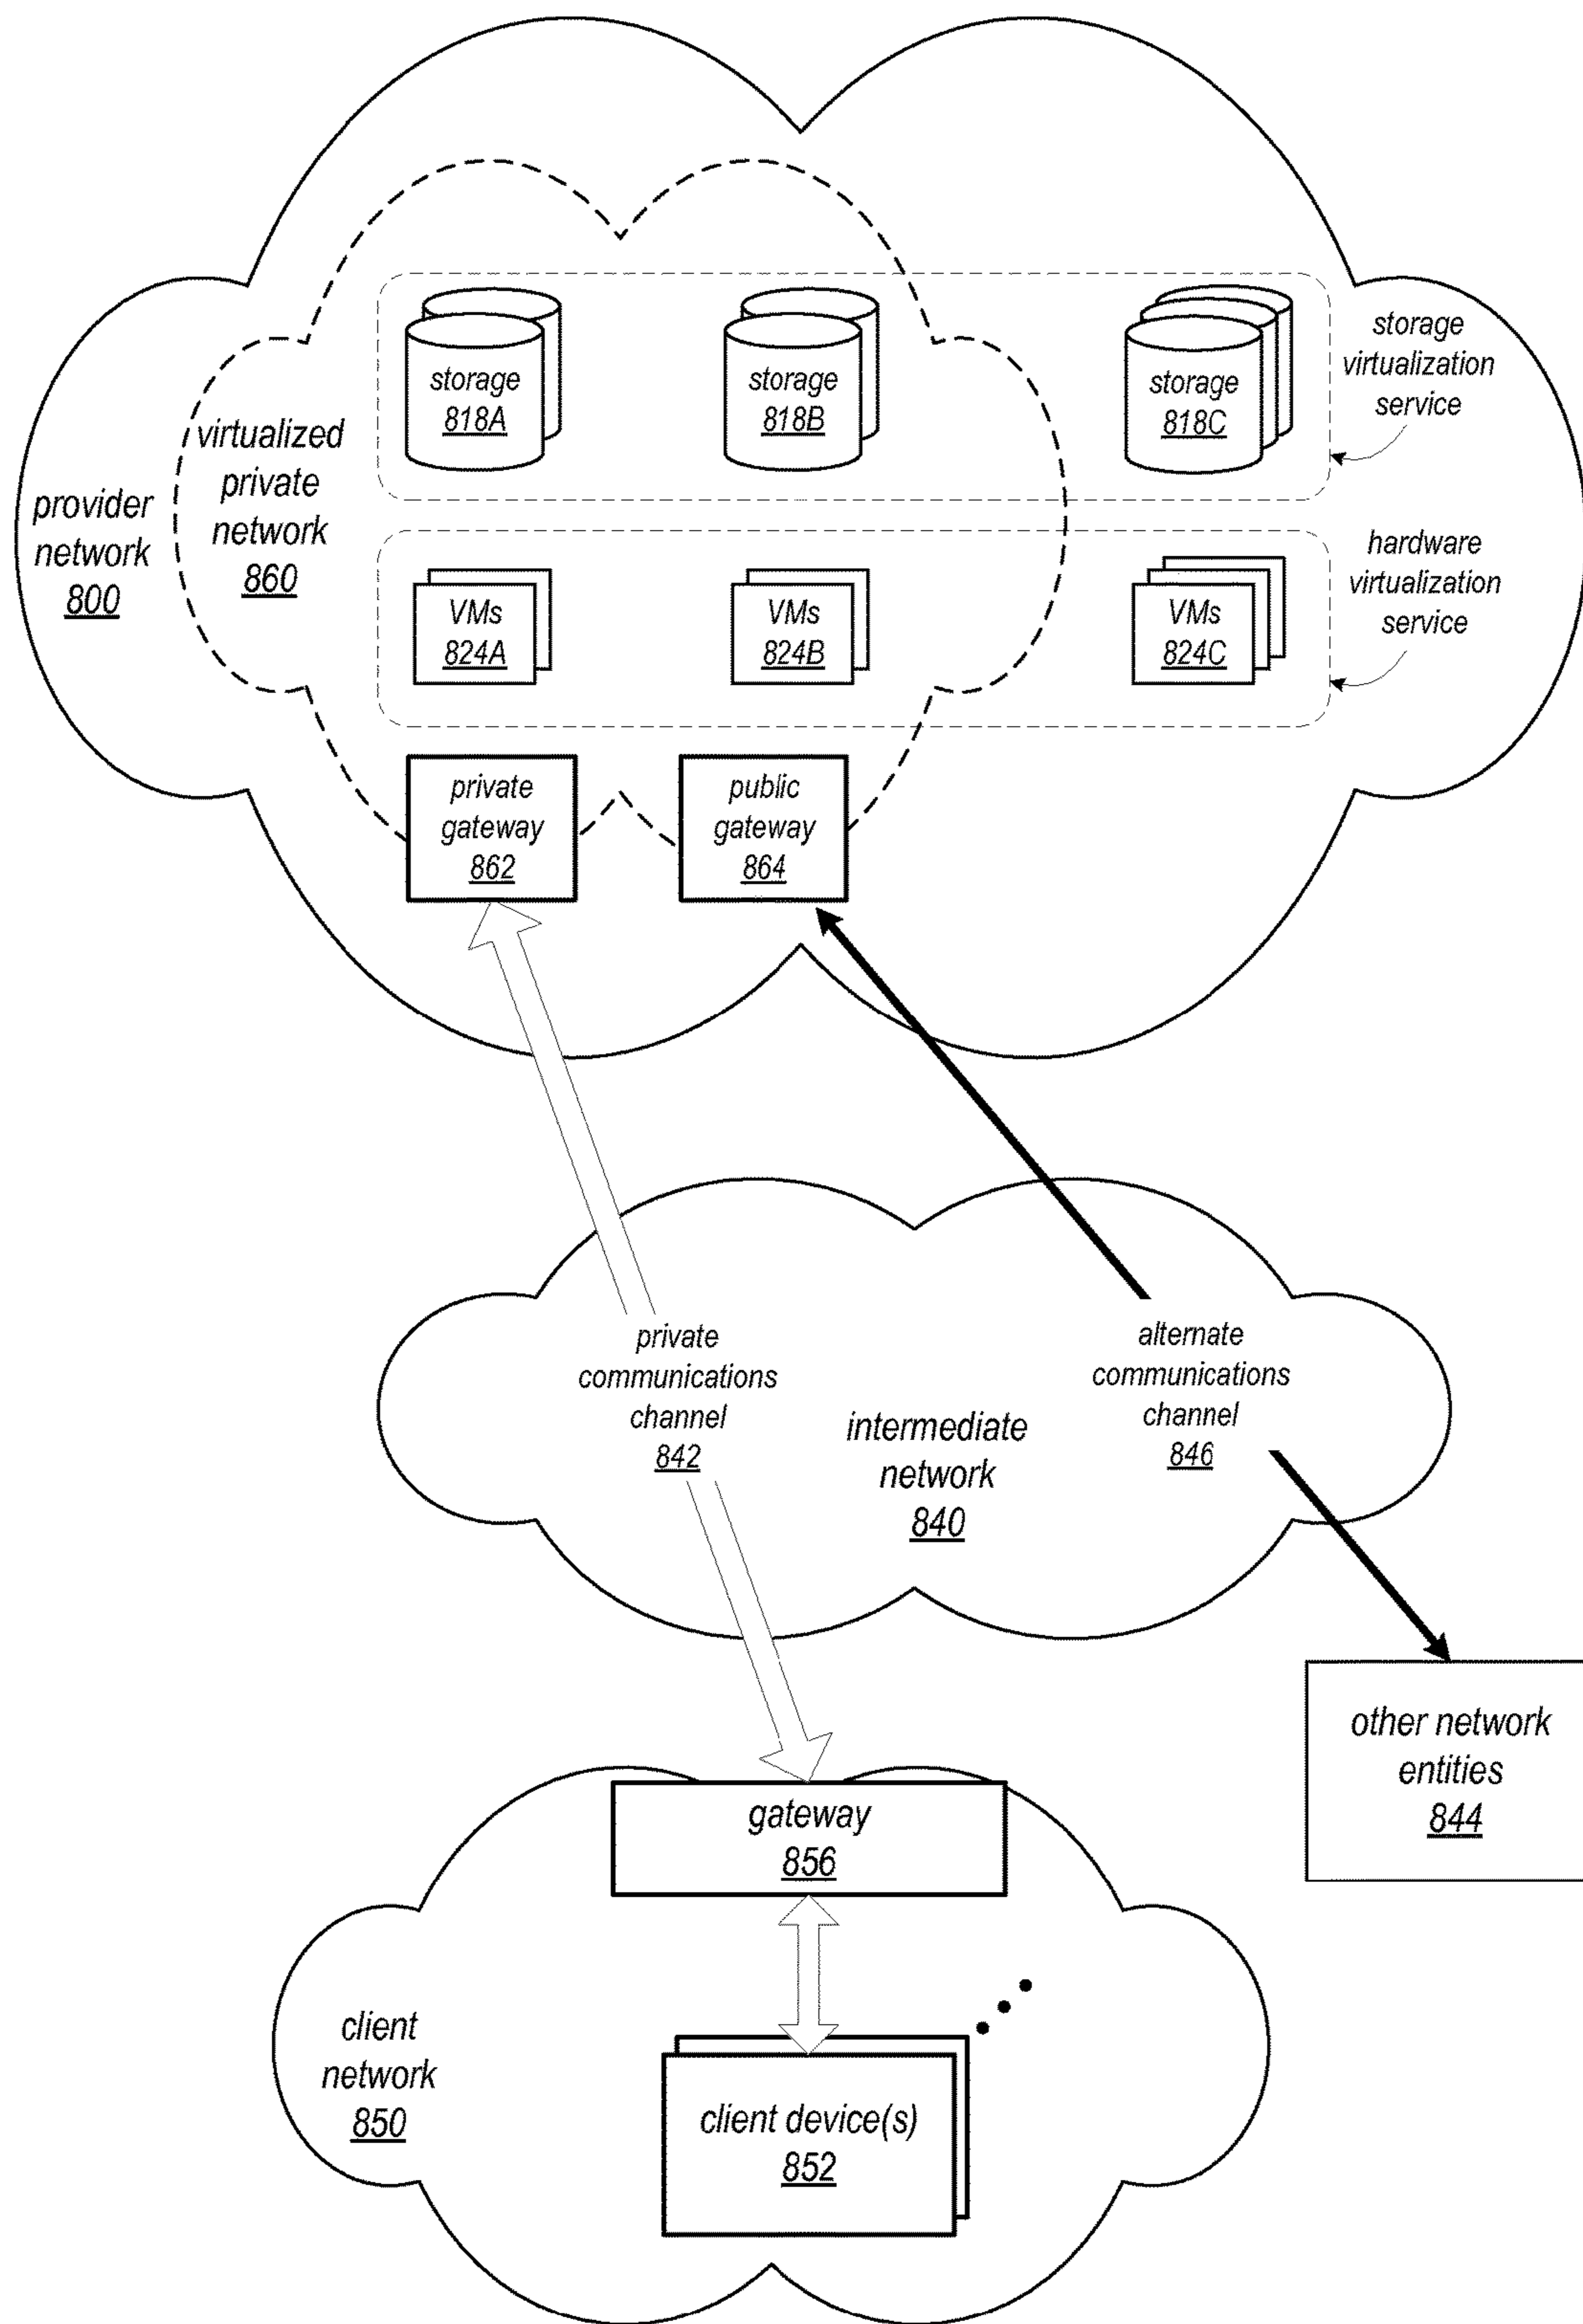 storage
818A
storage
818B
storage
818C
storage
virtualization
service
virtualized
private
network
860
provider
network
800
VMs
824A
VMs
824B
VMs
824C
hardware
virtualization
service
private
gateway
862
public
gateway
864
private
communications
channel
842
alternate
communications
channel
846
intermediate
network
840
other network
entities
844
gateway
856
client
network
850
client device(s)
852